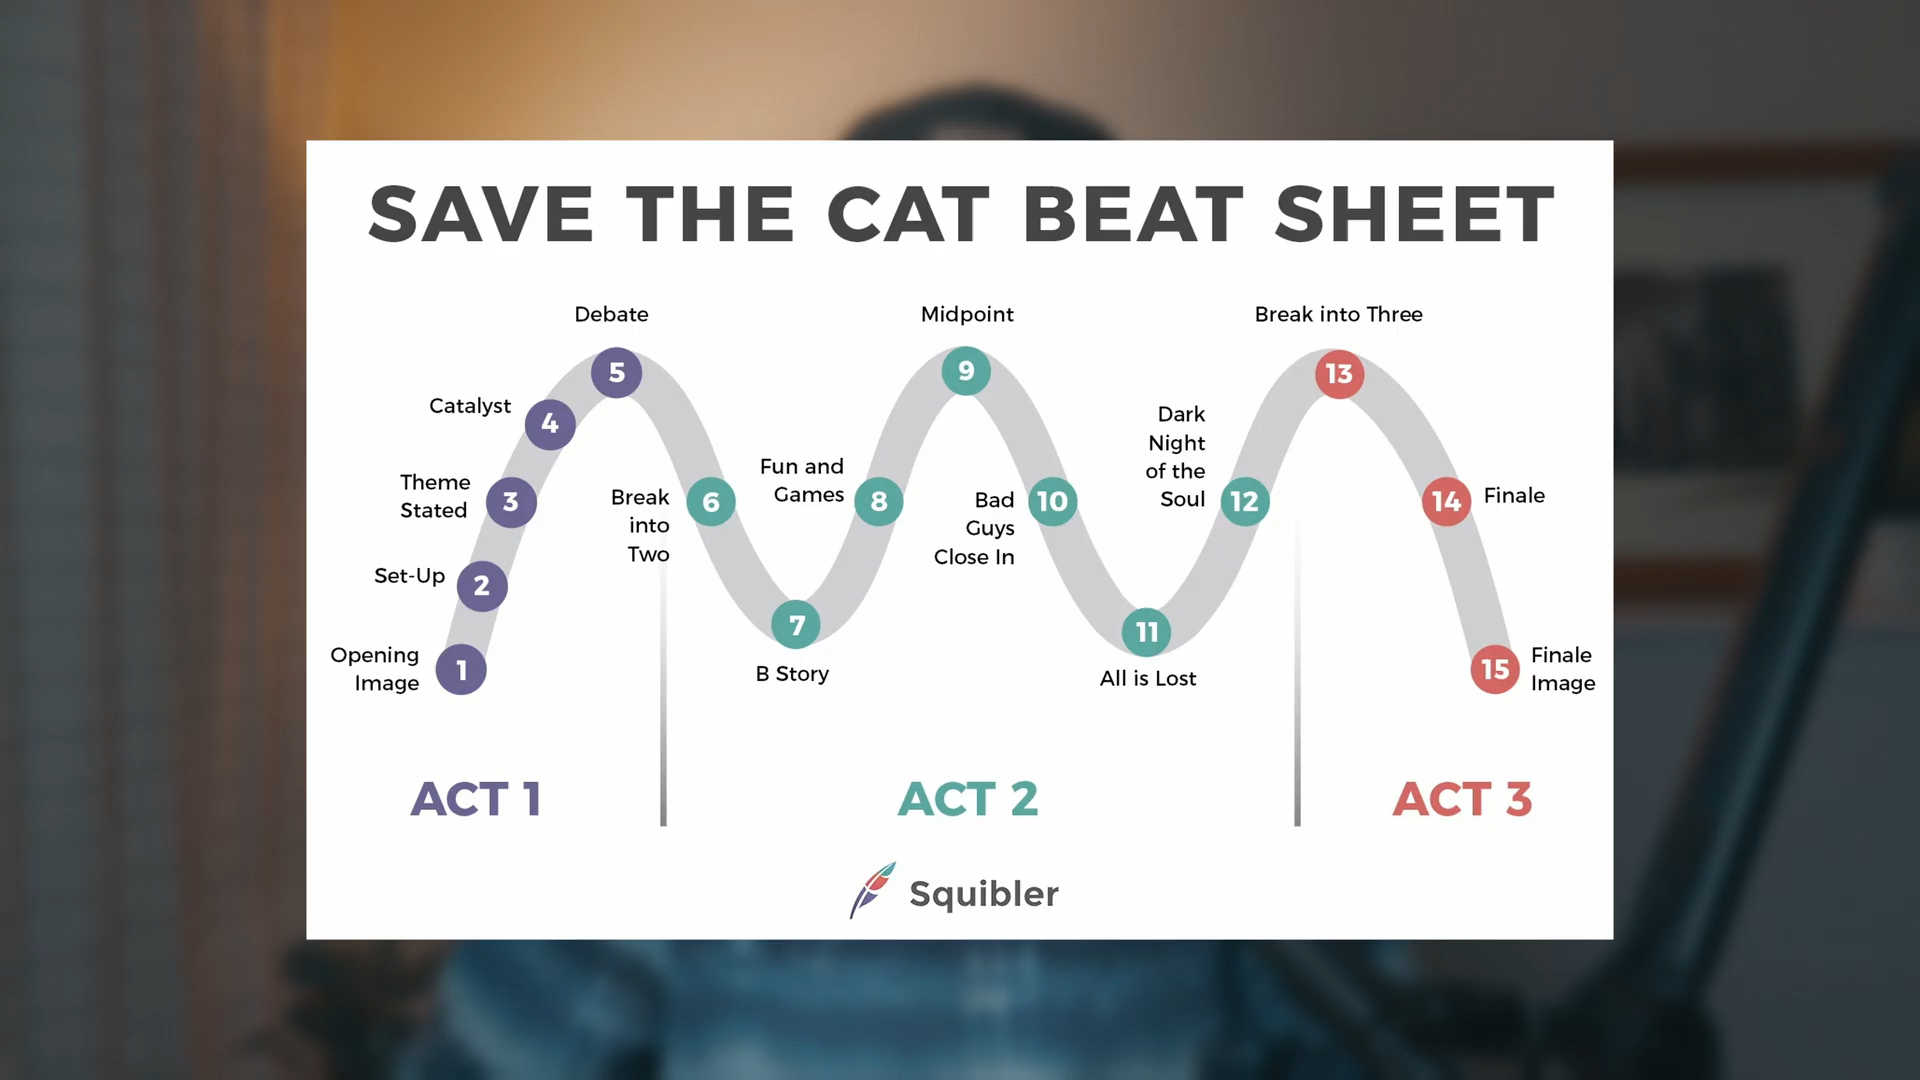 SAVE THE CAT BEAT SHEET
Debate
Midpoint
Break into Three
Catalyst
4
5
9
13
Theme
Stated
3
Set-Up
2
Opening
Image
1
Break
into
Two
6
Fun and
Games
8
7
B Story
Bad
Guys
Close In
10
Dark
Night
of the
Soul
12
11
All is Lost
14
Finale
15
Finale
Image
ACT 1
ACT 2
ACT 3
Squibler